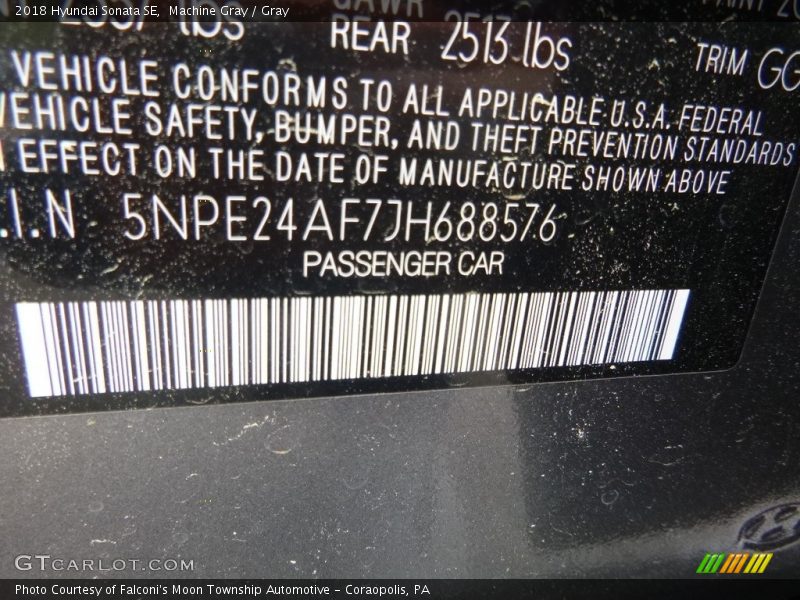 2018 Hyundai Sonata SE, Machine Gray / Gray
lbs
REAR 2513 lbs
TRIM GG
VEHICLE CONFORMS TO ALL APPLICABLE U.S.A. FEDERAL
VEHICLE SAFETY, BUMPER, AND THEFT PREVENTION STANDARDS
EFFECT ON THE DATE OF MANUFACTURE SHOWN ABOVE
.I.N 5NPE24AF7JH688576
PASSENGER CAR
GTCARLOT.COM
Photo Courtesy of Falconi's Moon Township Automotive – Coraopolis, PA